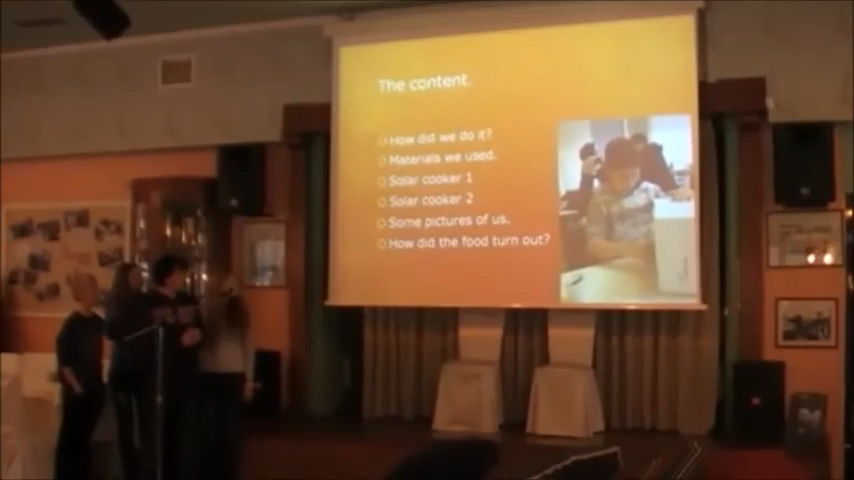 The content.
How did we do it?
Materials we used.
Solar cooker 1
Solar cooker 2
Some pictures of us.
How did the food turn out?